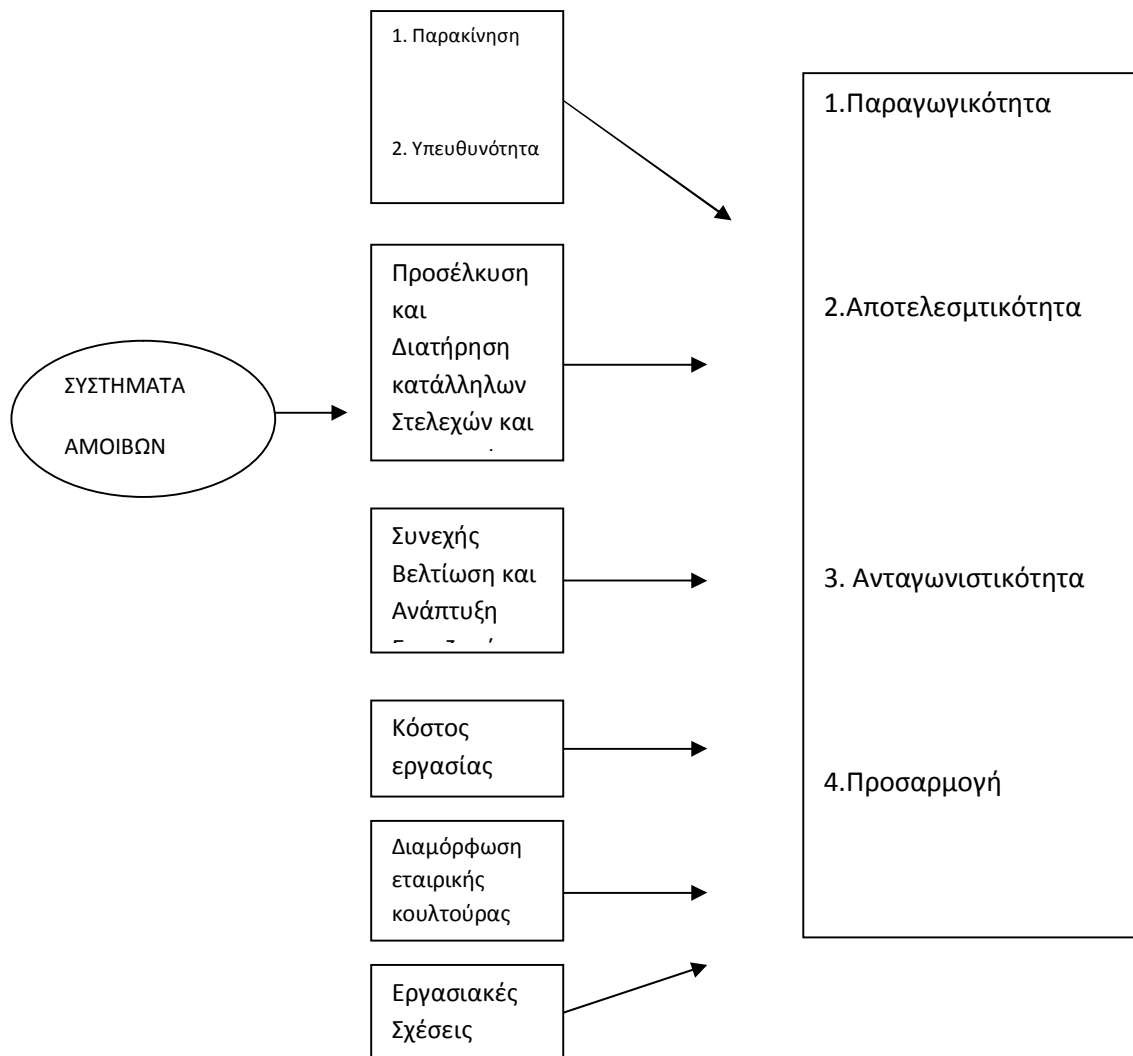 1. Παρακίνηση
2. Υπευθυνότητα
Προσέλκυση
και
Διατήρηση
κατάλληλων
Στελεχών και
ΣΥΣΤΗΜΑΤΑ
ΑΜΟΙΒΩΝ
Συνεχής
Βελτίωση και
Ανάπτυξη
Κόστος
εργασίας
Διαμόρφωση
εταιρικής
κουλτούρας
Εργασιακές
Σχέσεις
1.Παραγωγικότητα
2.Αποτελεσμτικότητα
3. Ανταγωνιστικότητα
4.Προσαρμογή